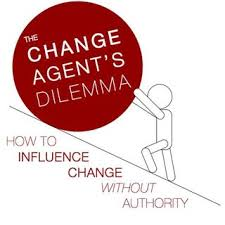 THE
CHANGE
AGENT'S
DILEMMA
HOW TO
INFLUENCE
CHANGE
WITHOUT
AUTHORITY